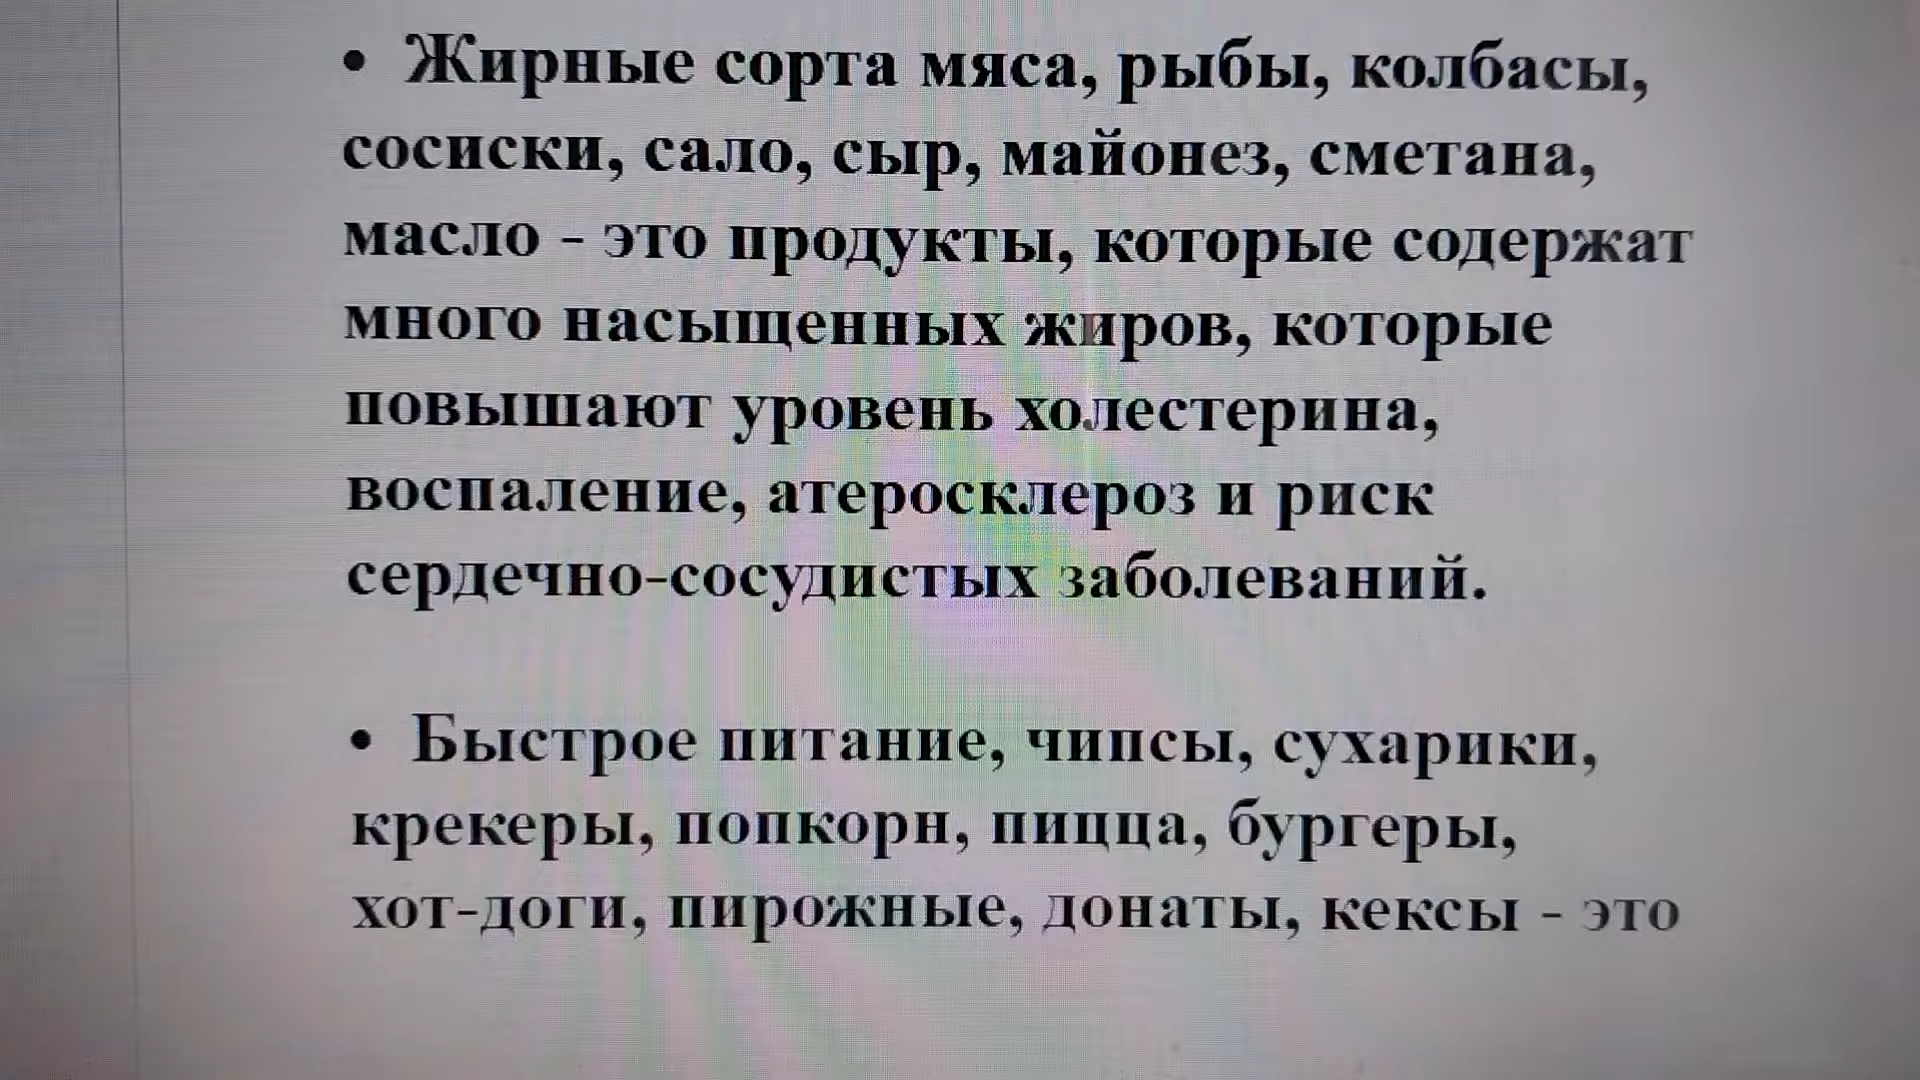 • Жирные сорта мяса, рыбы, колбасы,
сосиски, сало, сыр, майонез, сметана,
масло - это продукты, которые содержат
много насыщенных жиров, которые
повышают уровень холестерина,
воспаление, атеросклероз и риск
сердечно-сосудистых заболеваний.
• Быстрое питание, чипсы, сухарики,
крекеры, попкорн, пицца, бургеры,
хот-доги, пирожные, донаты, кексы - это